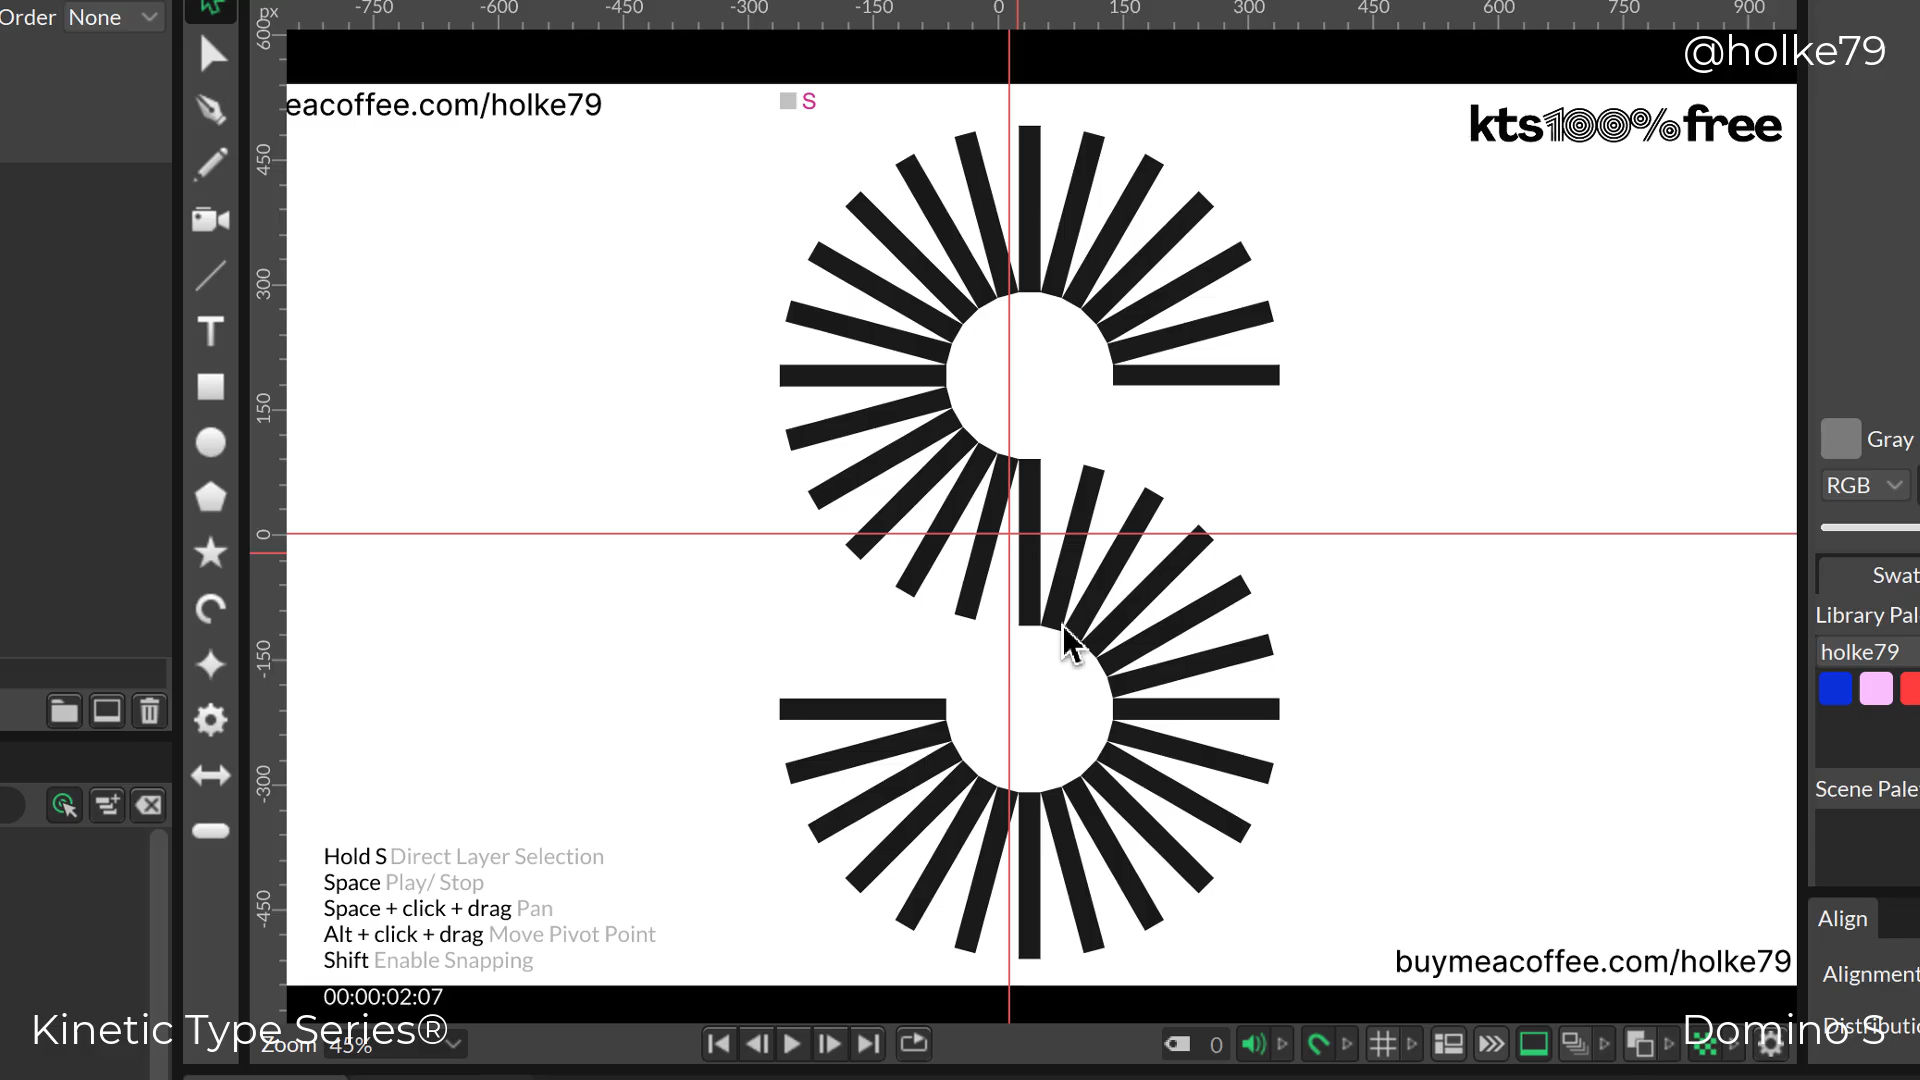 Order None
px -750 -600 -450 -300 -150 0 150 300 450 600 750 900
@holke79
eacoffee.com/holke79
S
kts100%free
600
450
300
150
0
-150
-300
-450
Gray
RGB
Swat
Library Pal
holke79
Scene Pale
Align
Alignment
Distributio
Hold S Direct Layer Selection
Space Play/ Stop
Space + click + drag Pan
Alt + click + drag Move Pivot Point
Shift Enable Snapping
buymeacoffee.com/holke79
00:00:02:07
Kinetic Type Series®
Domino S
Zoom 45%
0